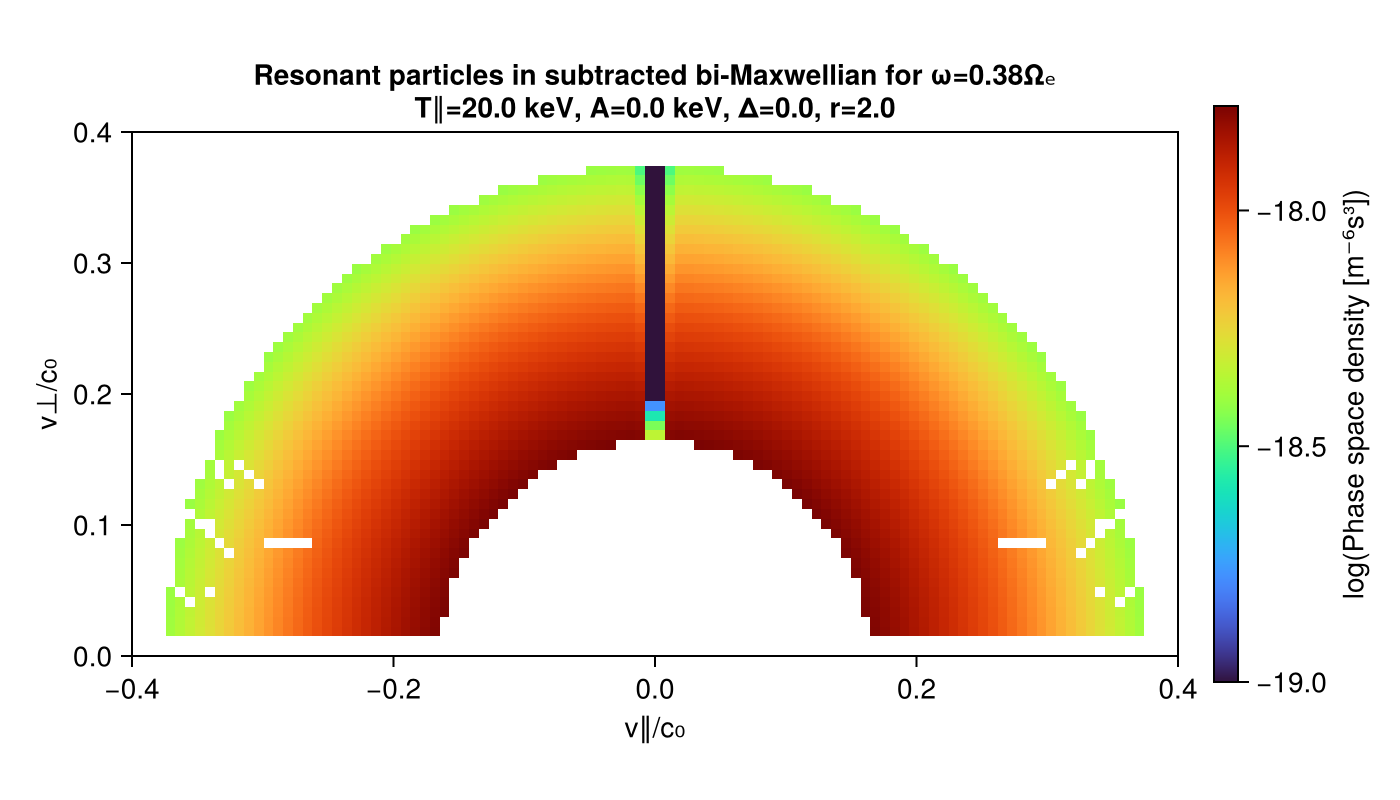 Resonant particles in subtracted bi-Maxwellian for ω=0.38Ωₑ
T∥=20.0 keV, A=0.0 keV, Δ=0.0, r=2.0
0.4
0.3
0.2
0.1
0.0
v⊥/c₀
−0.4
−0.2
0.0
0.2
0.4
v∥/c₀
−18.0
−18.5
−19.0
log(Phase space density [m⁻⁶s³])